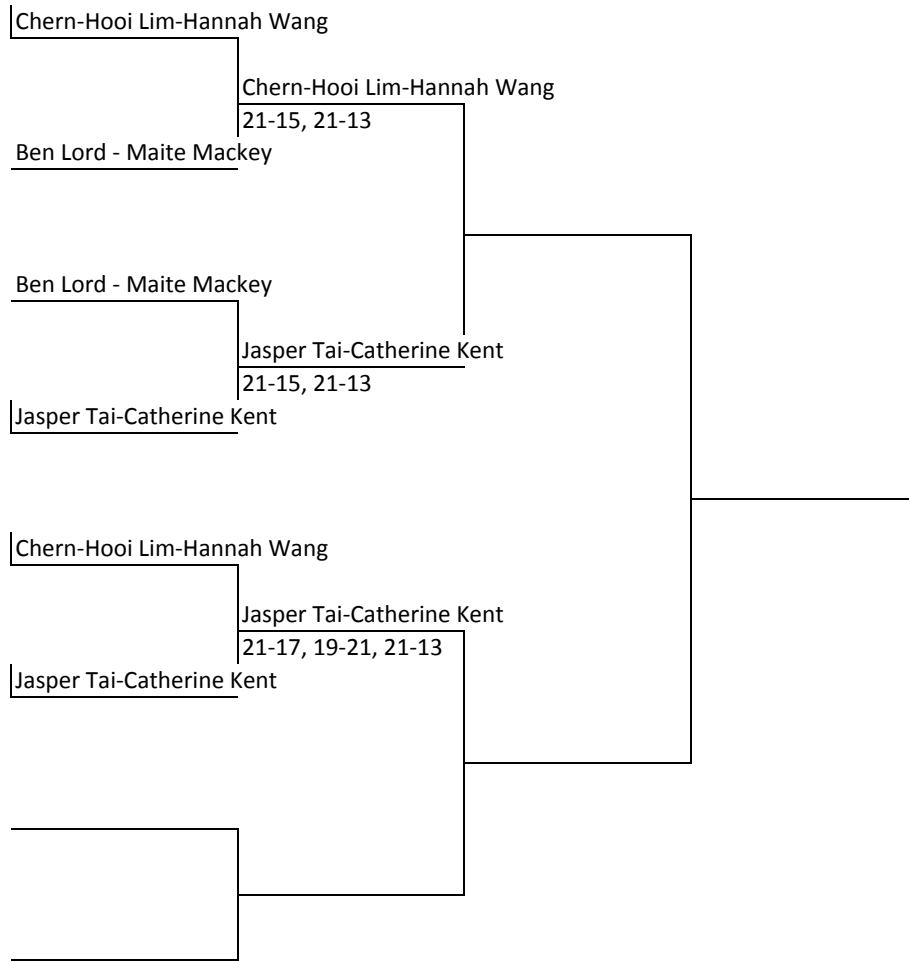 Chern-Hooi Lim-Hannah Wang
Chern-Hooi Lim-Hannah Wang
21-15, 21-13
Ben Lord - Maite Mackey
Ben Lord - Maite Mackey
Jasper Tai-Catherine Kent
21-15, 21-13
Jasper Tai-Catherine Kent
Chern-Hooi Lim-Hannah Wang
Jasper Tai-Catherine Kent
21-17, 19-21, 21-13
Jasper Tai-Catherine Kent